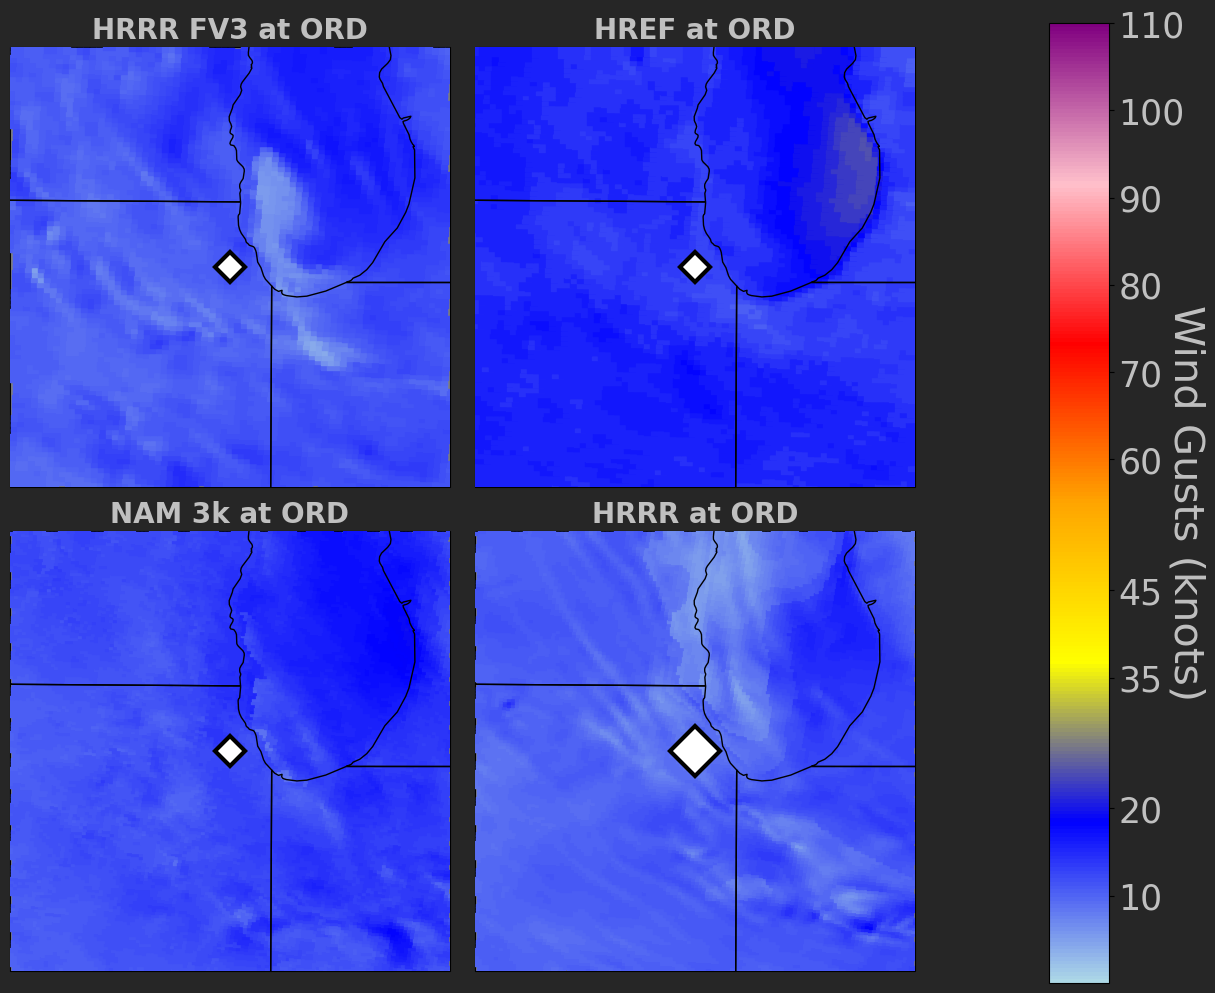 HRRR FV3 at ORD
HREF at ORD
NAM 3k at ORD
HRRR at ORD
110
100
90
80
70
60
45
35
20
10
Wind Gusts (knots)